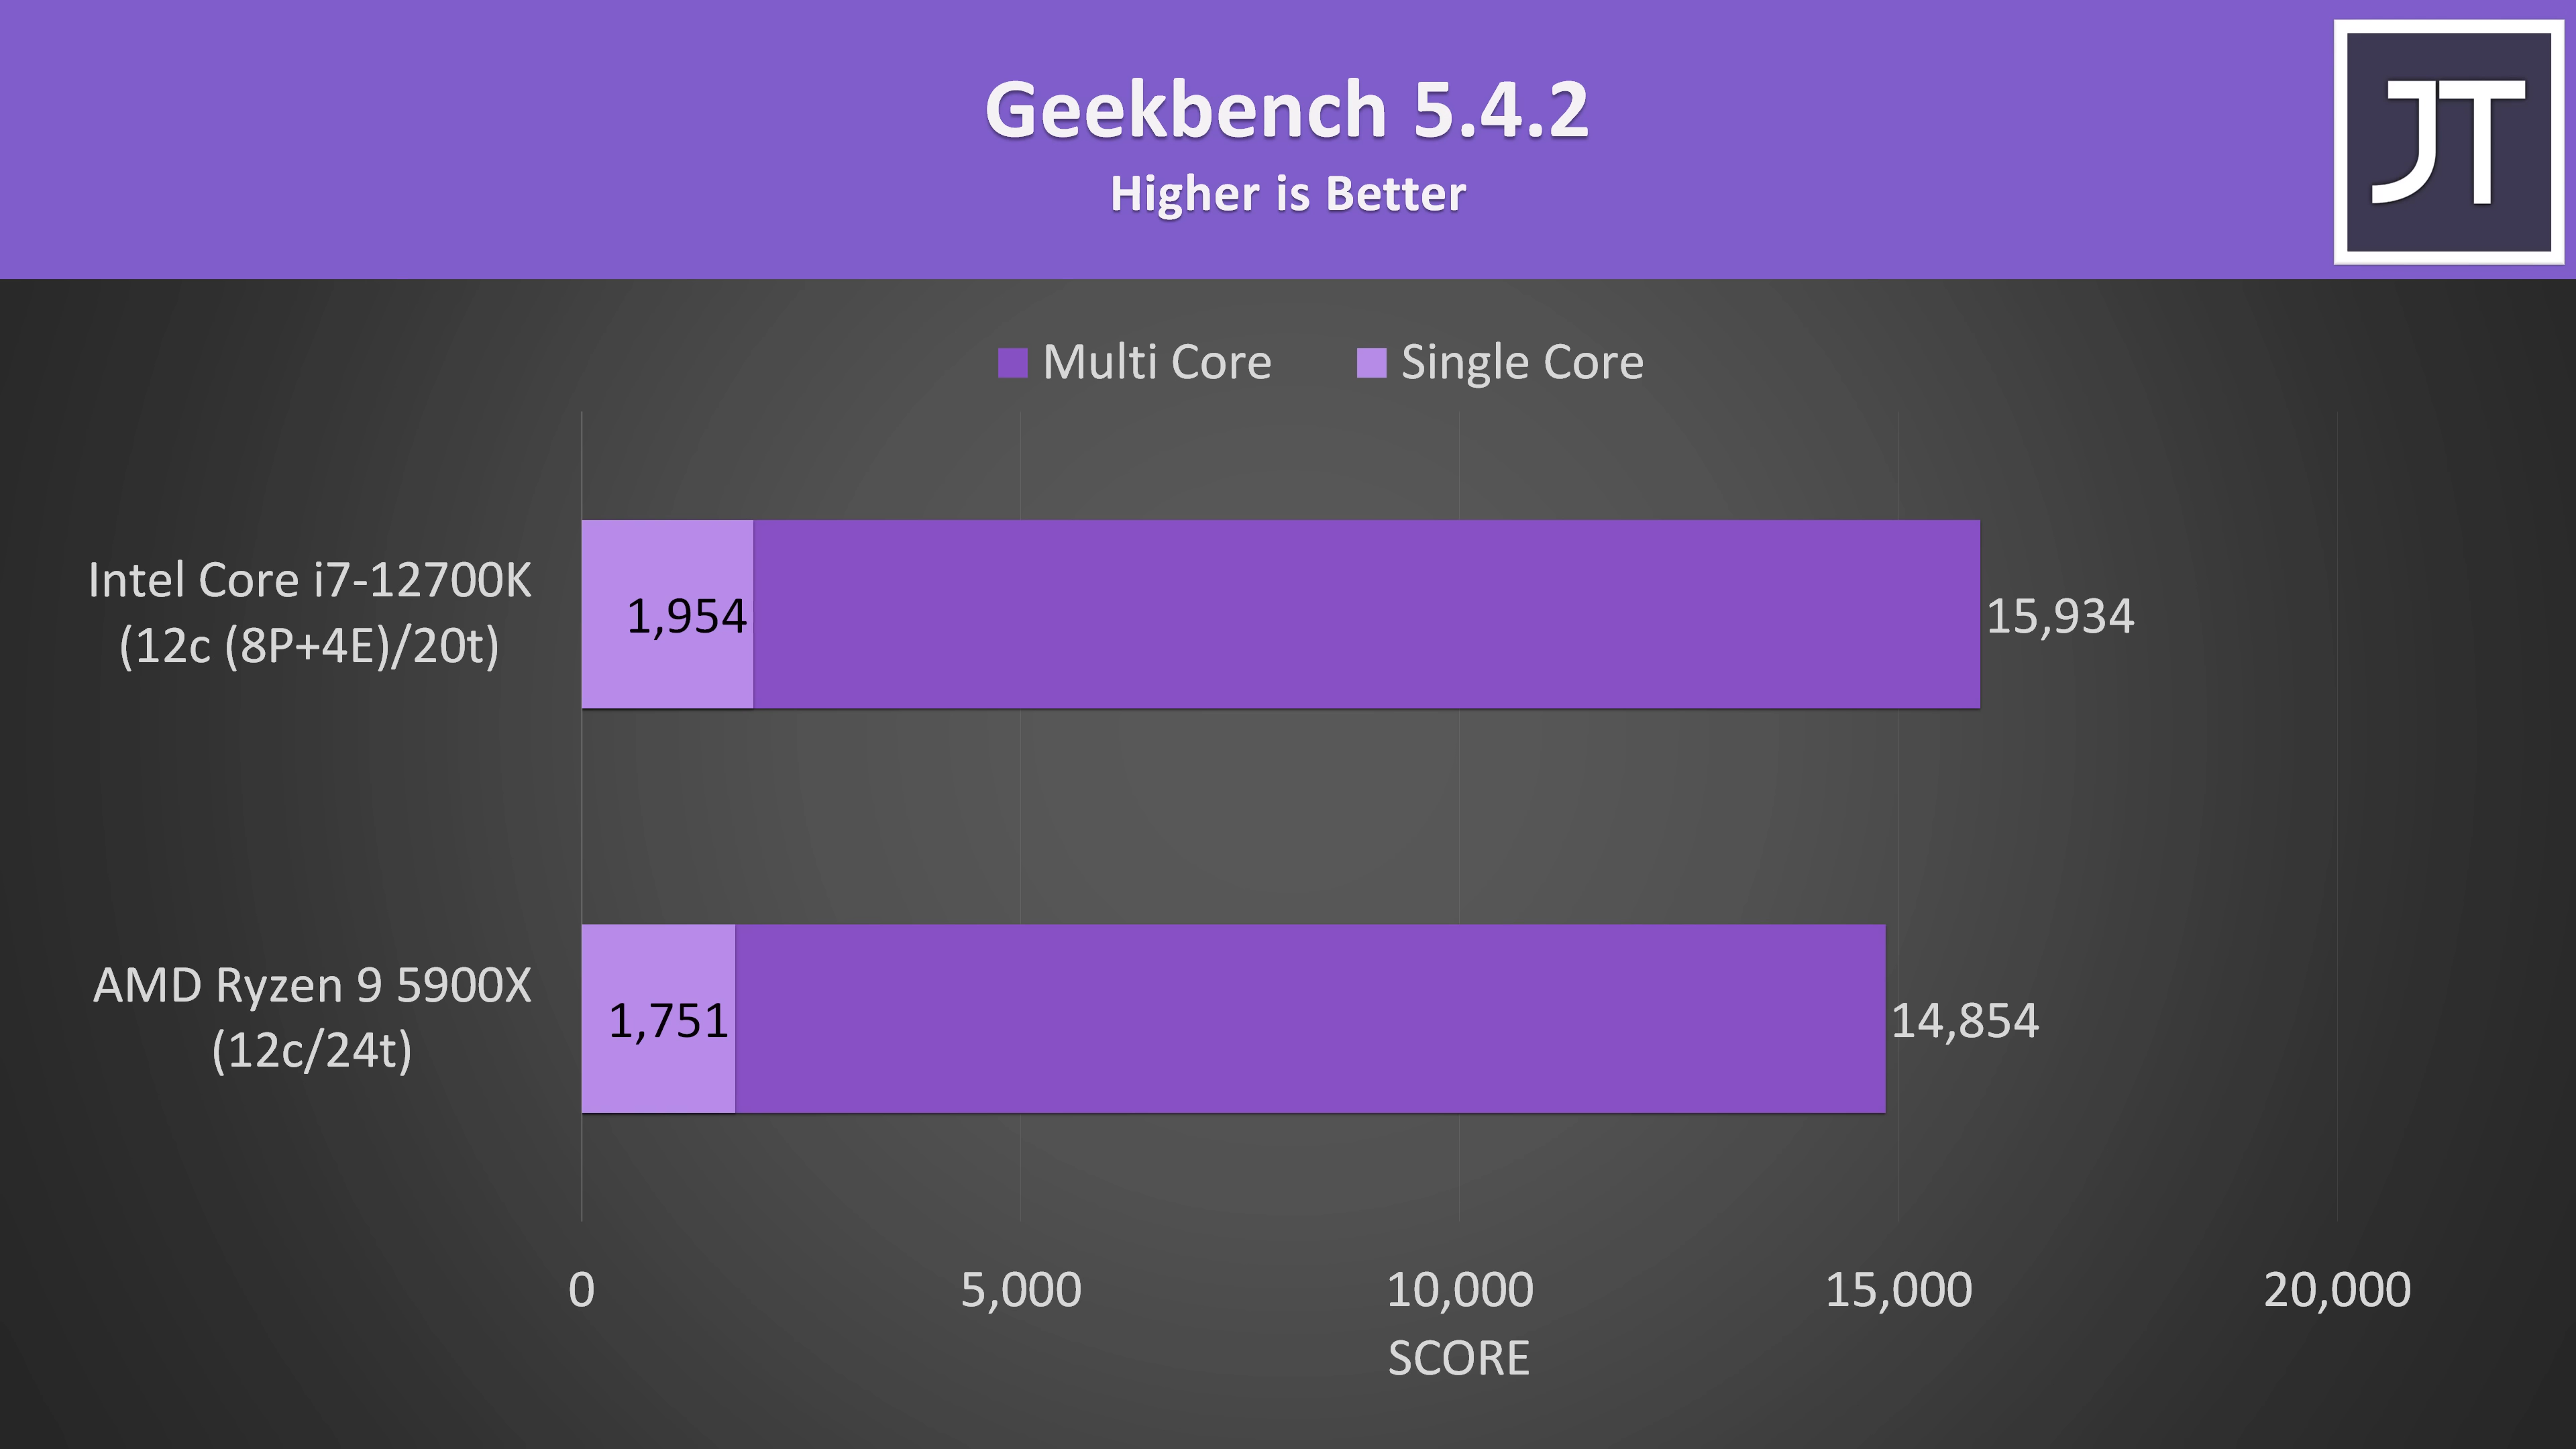 Geekbench 5.4.2
Higher is Better
JT
Multi Core
Single Core
Intel Core i7-12700K
(12c (8P+4E)/20t)
1,954
15,934
AMD Ryzen 9 5900X
(12c/24t)
1,751
14,854
0
5,000
10,000
15,000
20,000
SCORE